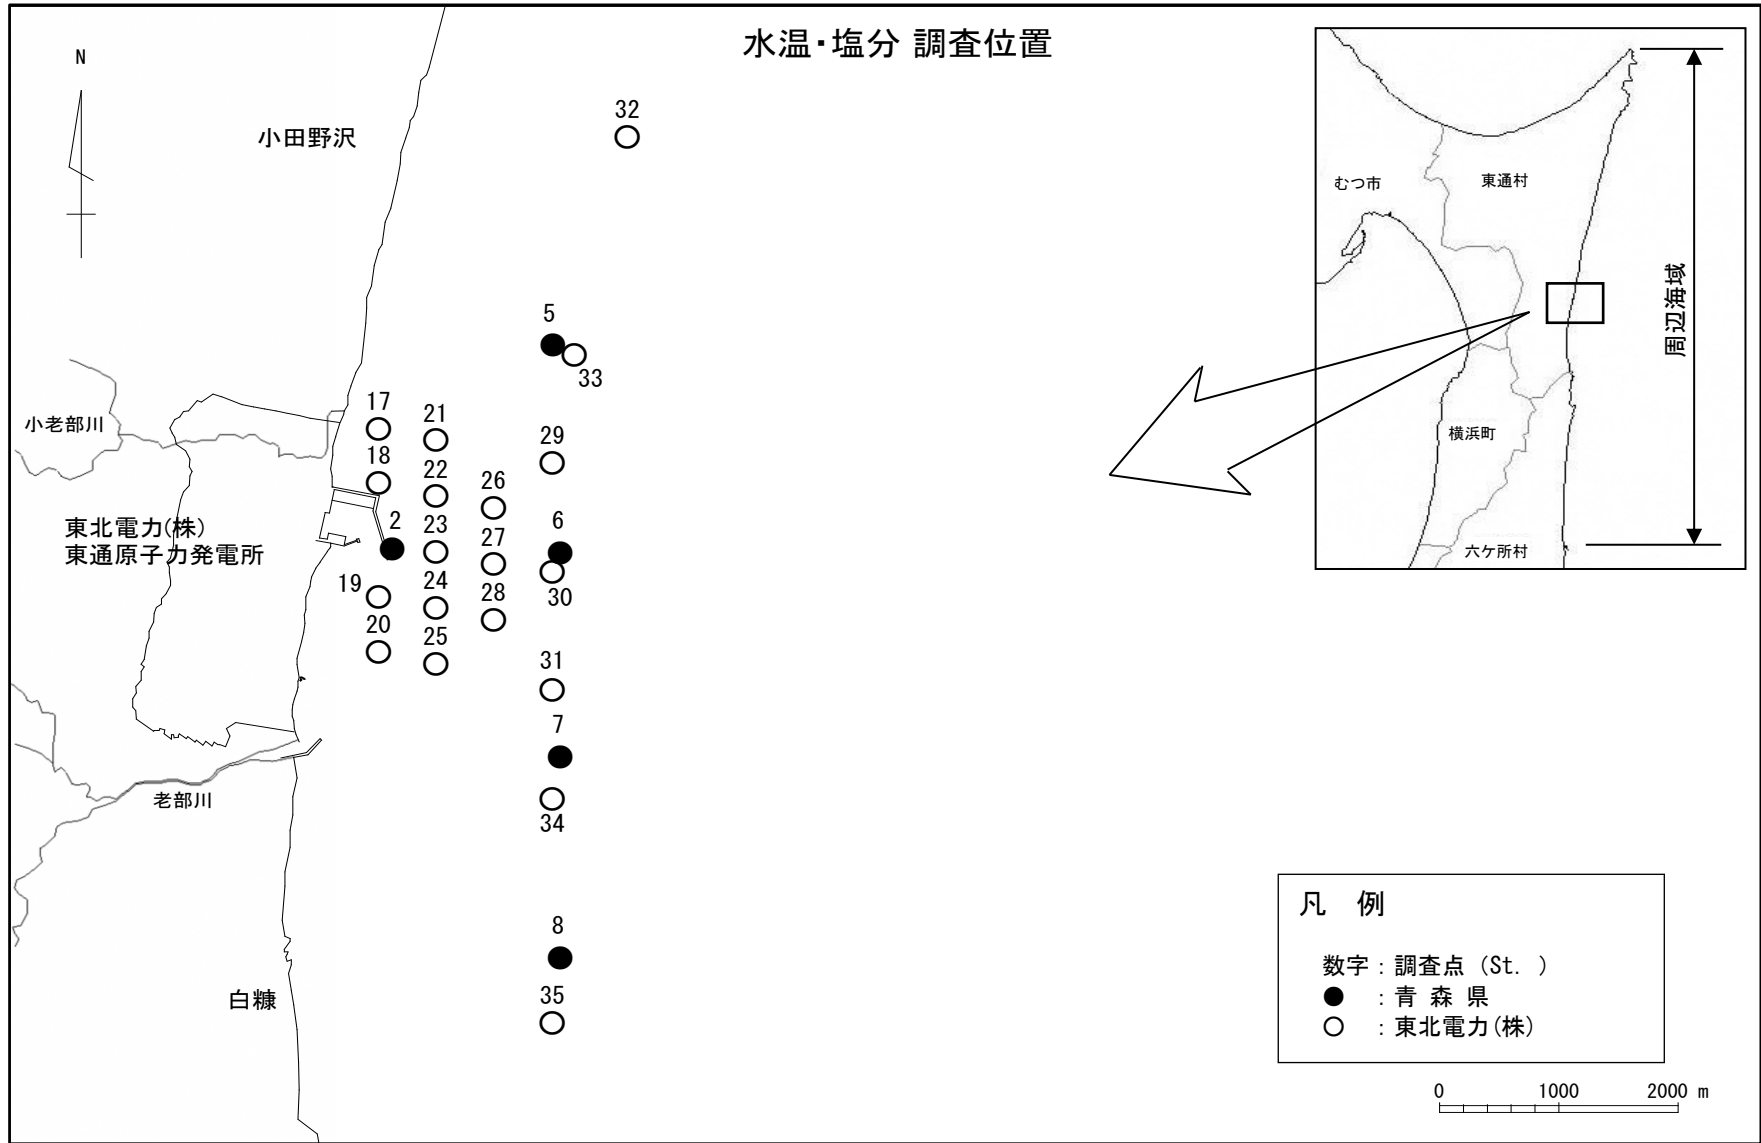 水温・塩分 調査位置
N
小田野沢
32
むつ市
東通村
周辺海域
横浜町
六ケ所村
5
33
17
21
小老部川
29
18
22
26
東北電力(株)
東通原子力発電所
2
23
6
27
19
24
28
30
20
25
31
7
老部川
34
8
白糠
35
凡 例
数字 : 調査点 (St. )
● : 青 森 県
○ : 東北電力(株)
0 1000 2000 m